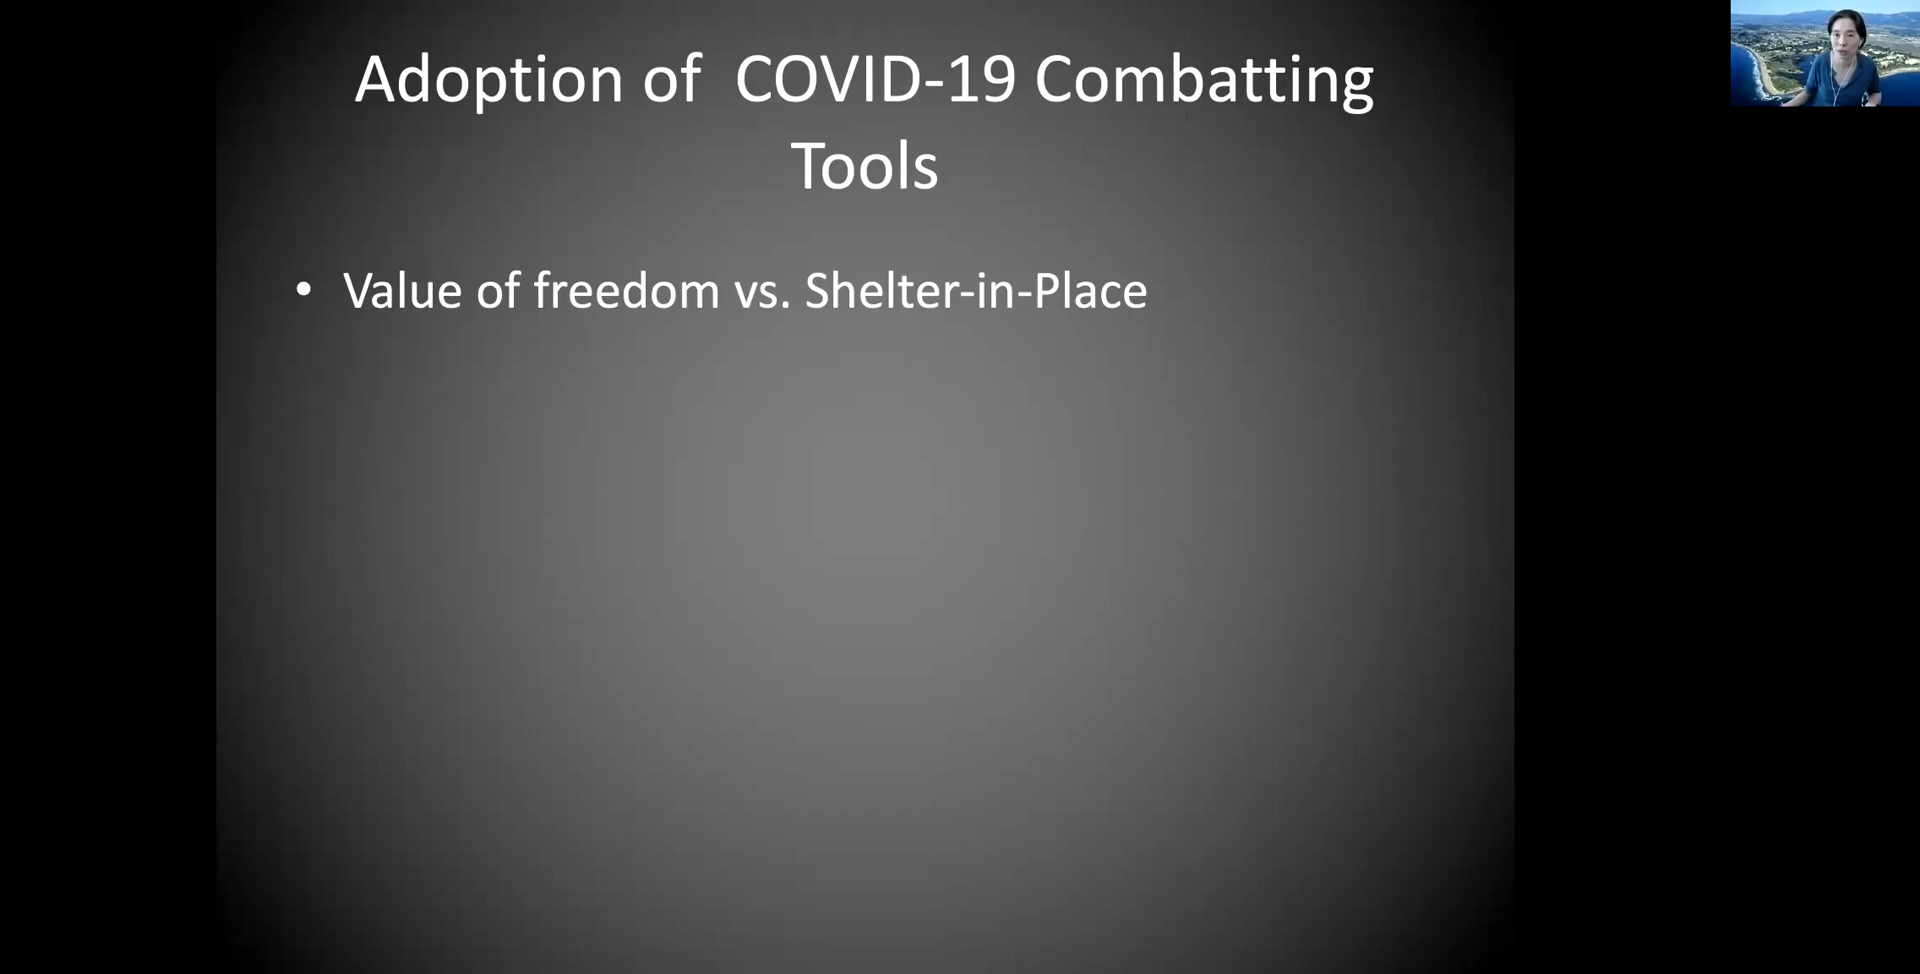 Adoption of  COVID-19 Combatting
Tools
• Value of freedom vs. Shelter-in-Place